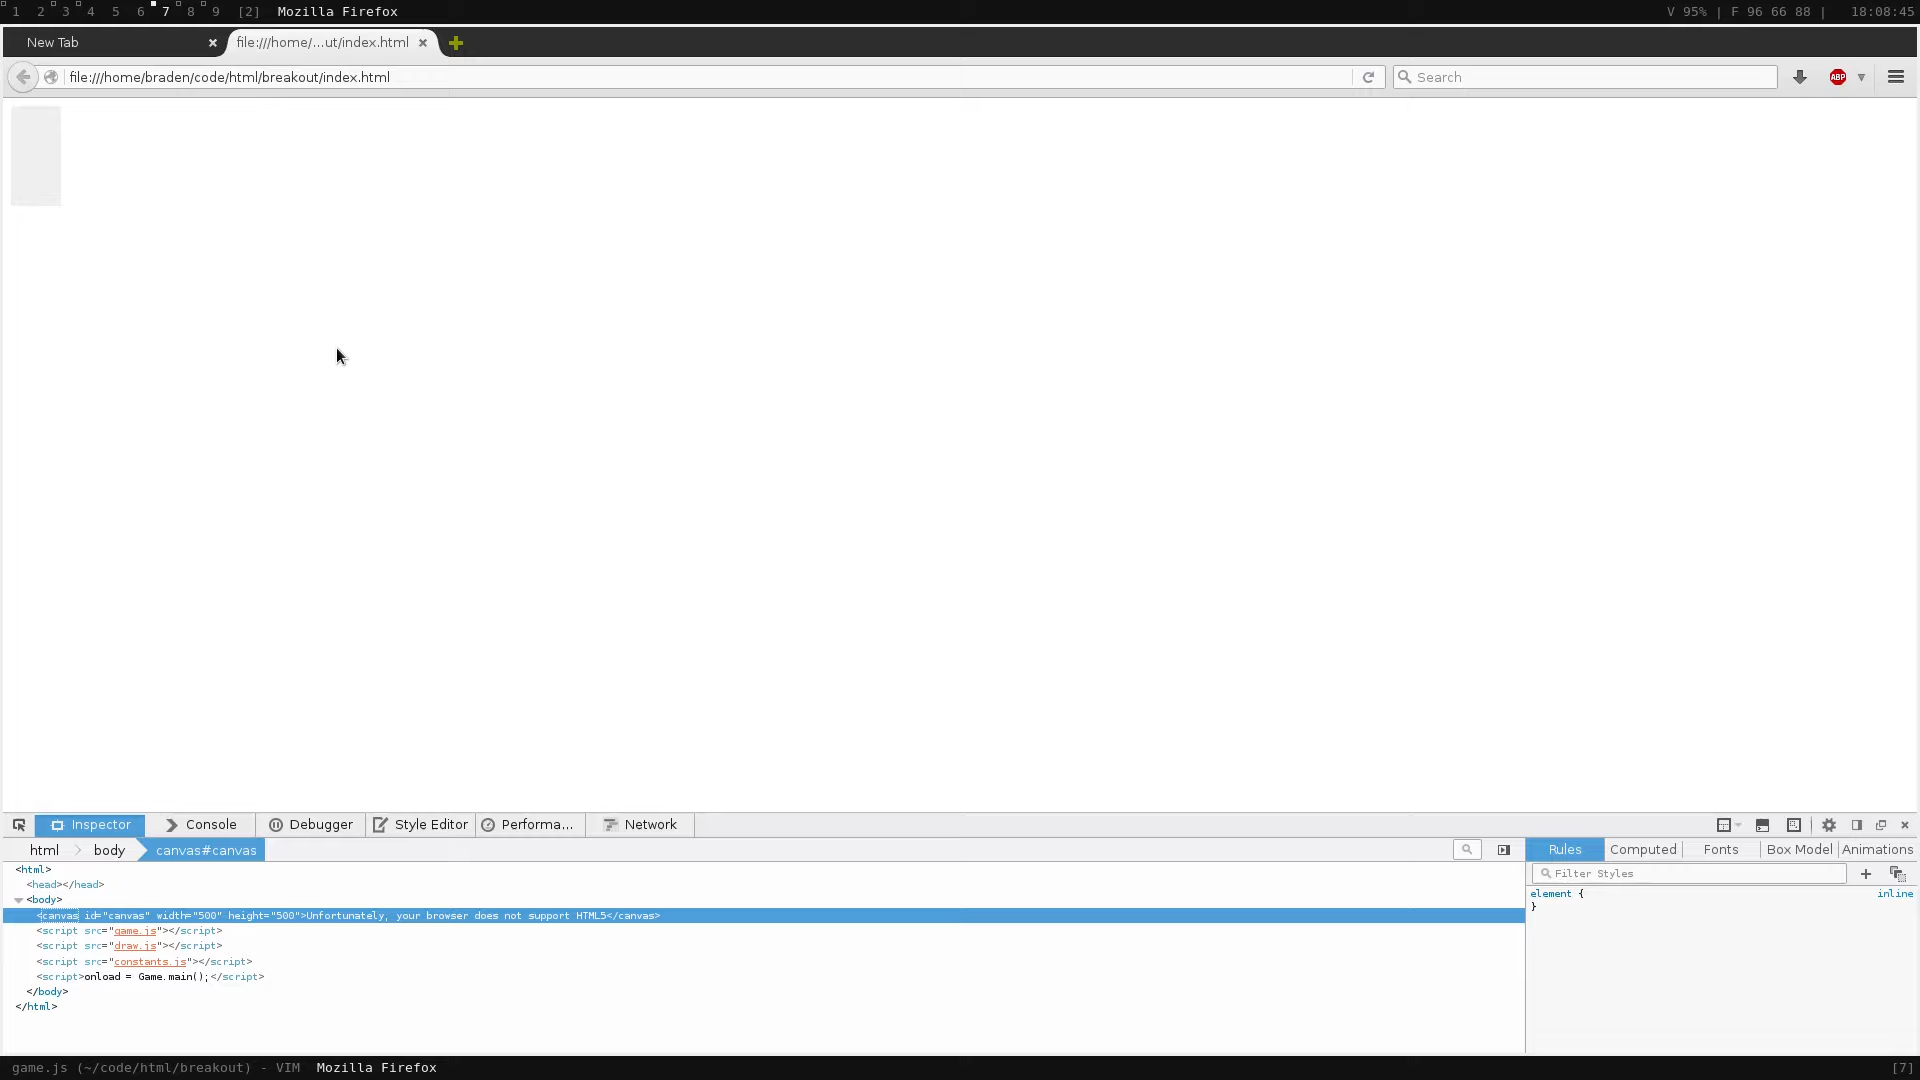 1 2 3 4 5 6 7 8 9 [2] Mozilla Firefox V 95% | F 96 66 88 | 18:08:45
New Tab file:///home/...ut/index.html
file:///home/braden/code/html/breakout/index.html Search ABP
Inspector Console Debugger Style Editor Performa... Network
html body canvas#canvas Rules Computed Fonts Box Model Animations
<html>
<head></head>
Filter Styles
<body>
element { inline
<canvas id="canvas" width="500" height="500">Unfortunately, your browser does not support HTML5</canvas>
}
<script src="game.js"></script>
<script src="draw.js"></script>
<script src="constants.js"></script>
<script>onload = Game.main();</script>
</body>
</html>
game.js (~/code/html/breakout) - VIM Mozilla Firefox [7]